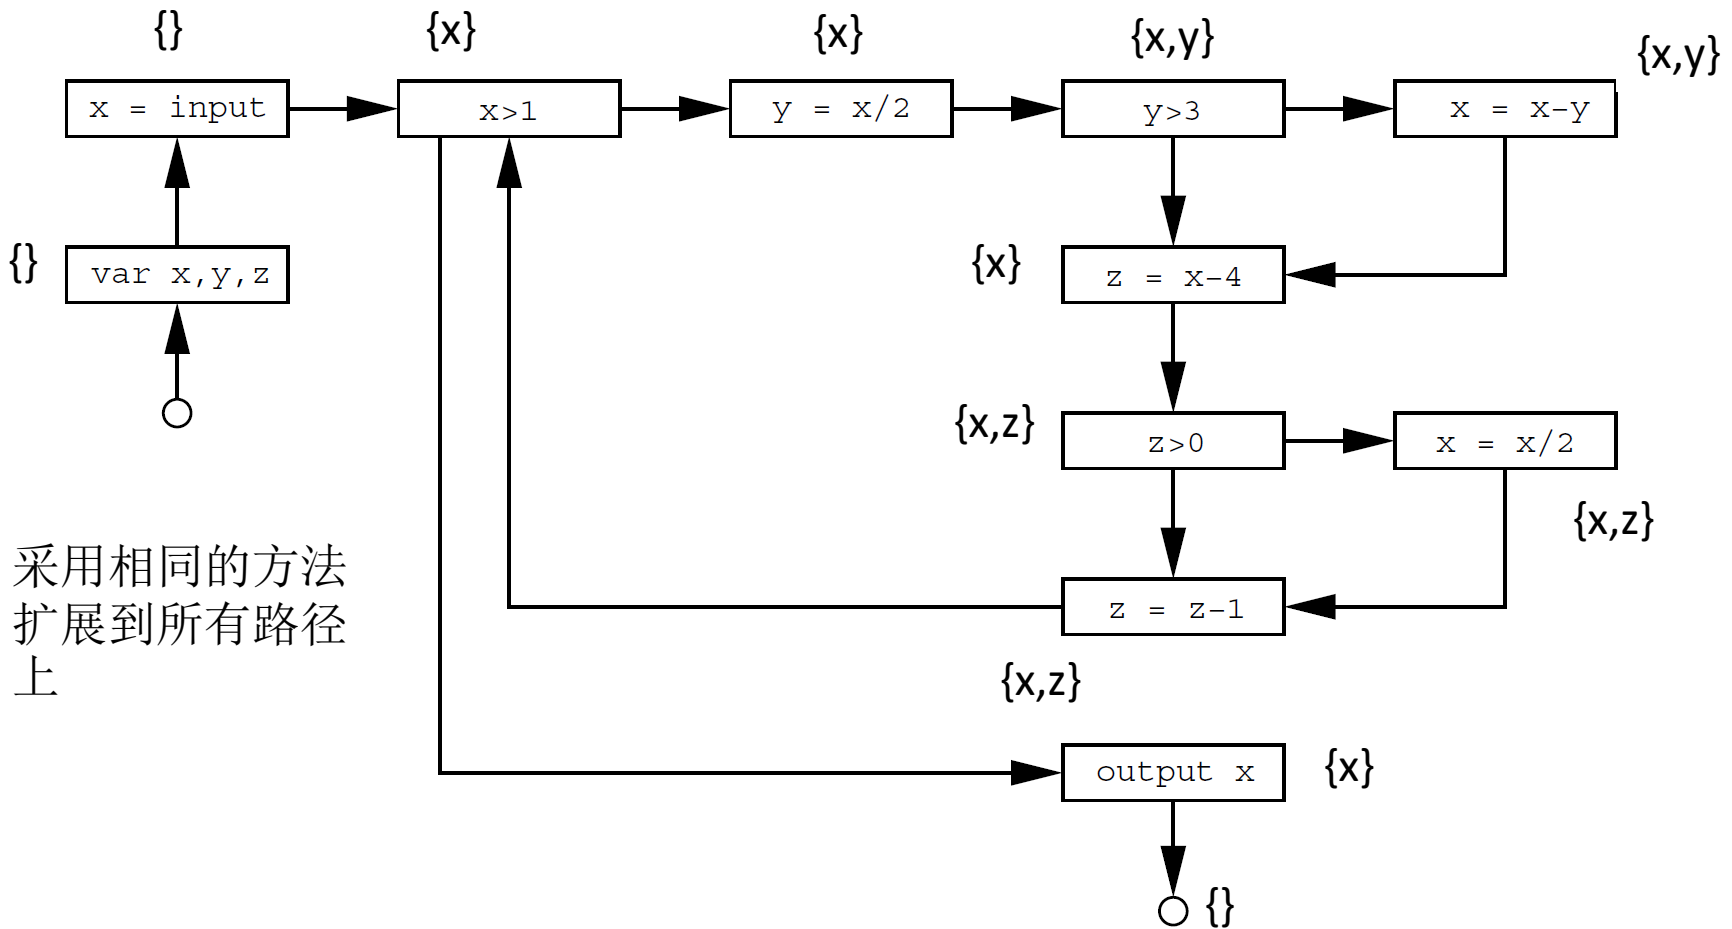 {}
{x}
{x}
{x,y}
{x,y}
x = input
x>1
y = x/2
y>3
x = x-y
{}
var x,y,z
{x}
z = x-4
{x,z}
z>0
x = x/2
{x,z}
采用相同的方法
扩展到所有路径
上
z = z-1
{x,z}
output x
{x}
{}